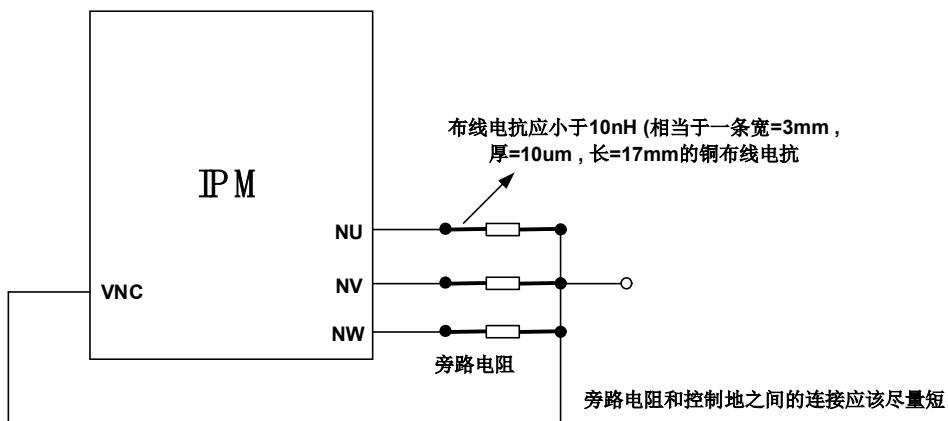 布线电抗应小于10nH (相当于一条宽=3mm ,
厚=10um , 长=17mm的铜布线电抗
IPM
NU
VNC
NV
NW
旁路电阻
旁路电阻和控制地之间的连接应该尽量短